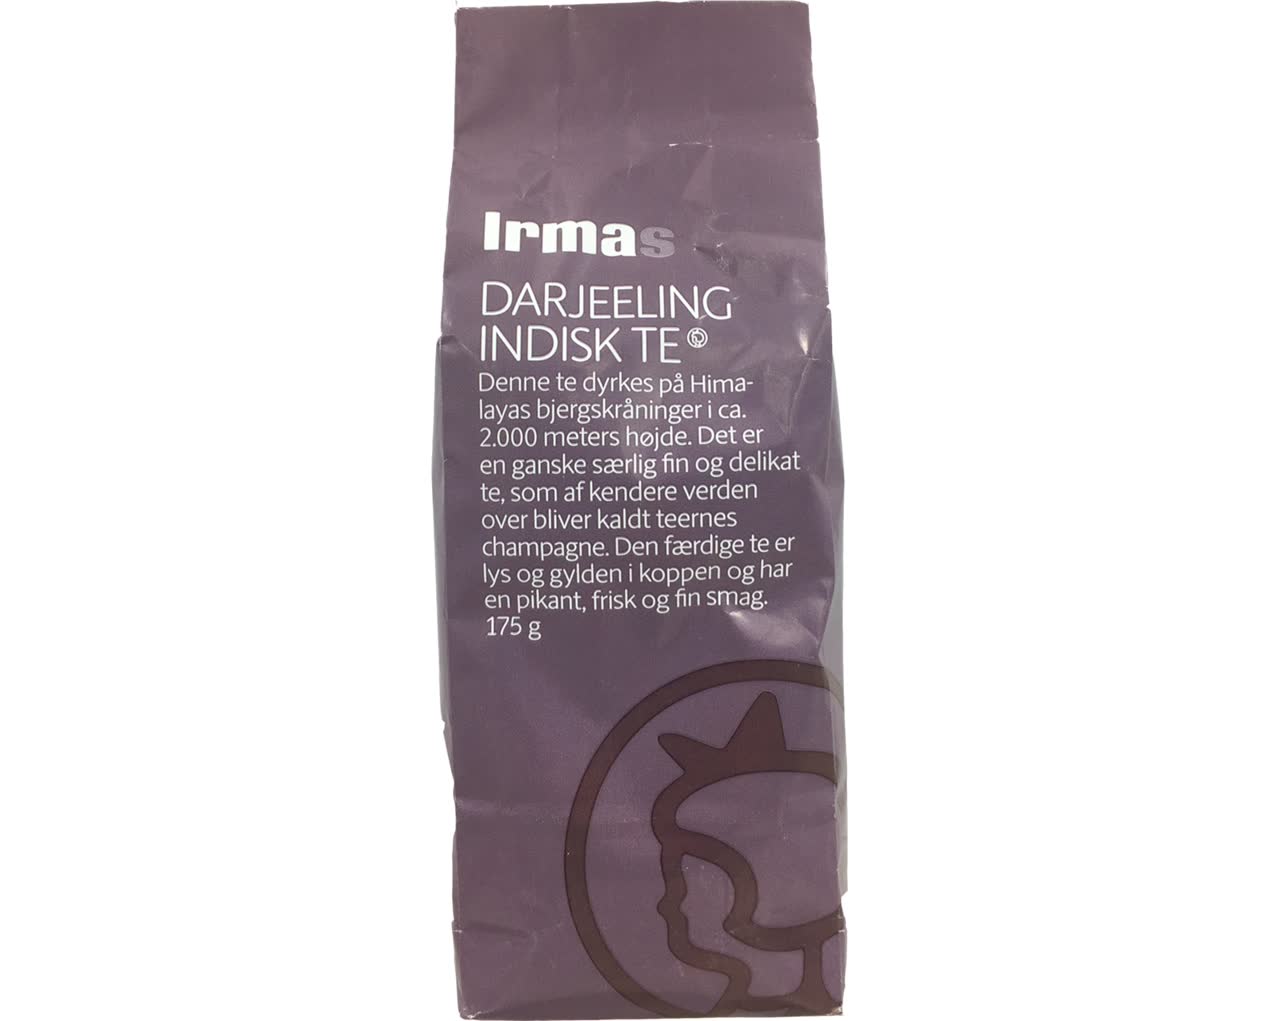 Irmas
DARJEELING
INDISK TE
Denne te dyrkes på Hima-
layas bjergskråninger i ca.
2.000 meters højde. Det er
en ganske særlig fin og delikat
te, som af kendere verden
over bliver kaldt teernes
champagne. Den færdige te er
lys og gylden i koppen og har
en pikant, frisk og fin smag.
175 g